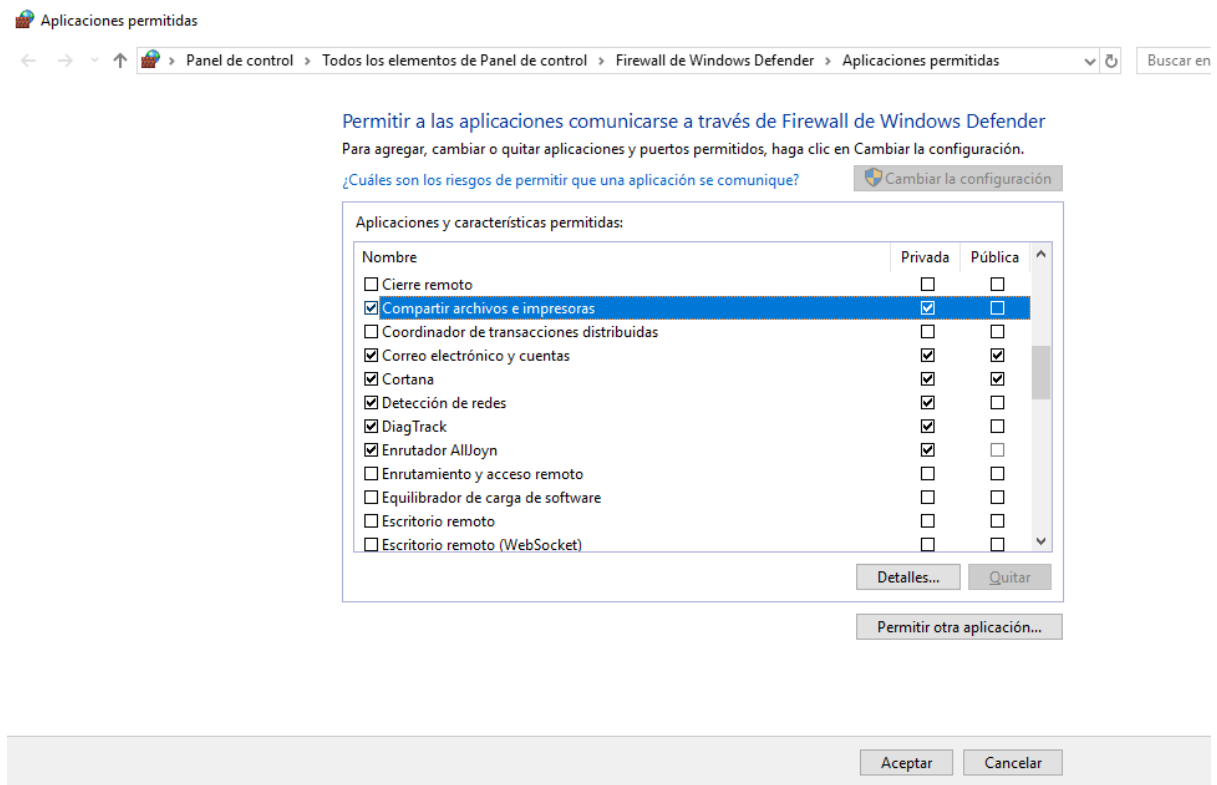 Aplicaciones permitidas
Panel de control > Todos los elementos de Panel de control > Firewall de Windows Defender > Aplicaciones permitidas
Buscar en
Permitir a las aplicaciones comunicarse a través de Firewall de Windows Defender
Para agregar, cambiar o quitar aplicaciones y puertos permitidos, haga clic en Cambiar la configuración.
¿Cuáles son los riesgos de permitir que una aplicación se comunique? Cambiar la configuración
Aplicaciones y características permitidas:
Nombre Privada Pública
Cierre remoto
Compartir archivos e impresoras
Coordinador de transacciones distribuidas
Correo electrónico y cuentas
Cortana
Detección de redes
DiagTrack
Enrutador AllJoyn
Enrutamiento y acceso remoto
Equilibrador de carga de software
Escritorio remoto
Escritorio remoto (WebSocket)
Detalles... Quitar
Permitir otra aplicación...
Aceptar Cancelar